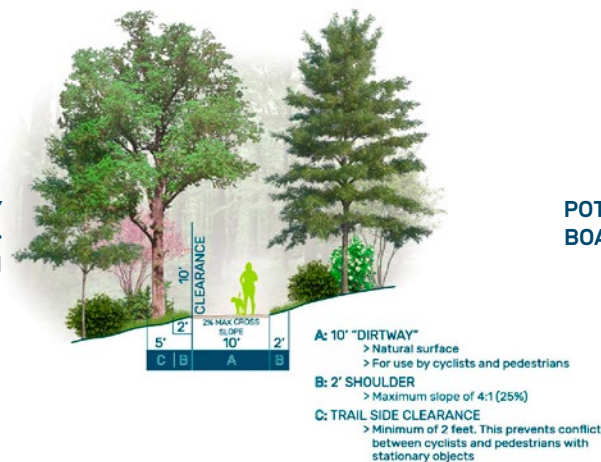 Y
POT
BOA
10'
CLEARANCE
2'
2% MAX CROSS
SLOPE
5'
10'
2'
C | B
A
B
A: 10' "DIRTWAY"
> Natural surface
> For use by cyclists and pedestrians
B: 2' SHOULDER
> Maximum slope of 4:1 (25%)
C: TRAIL SIDE CLEARANCE
> Minimum of 2 feet. This prevents conflict
between cyclists and pedestrians with
stationary objects